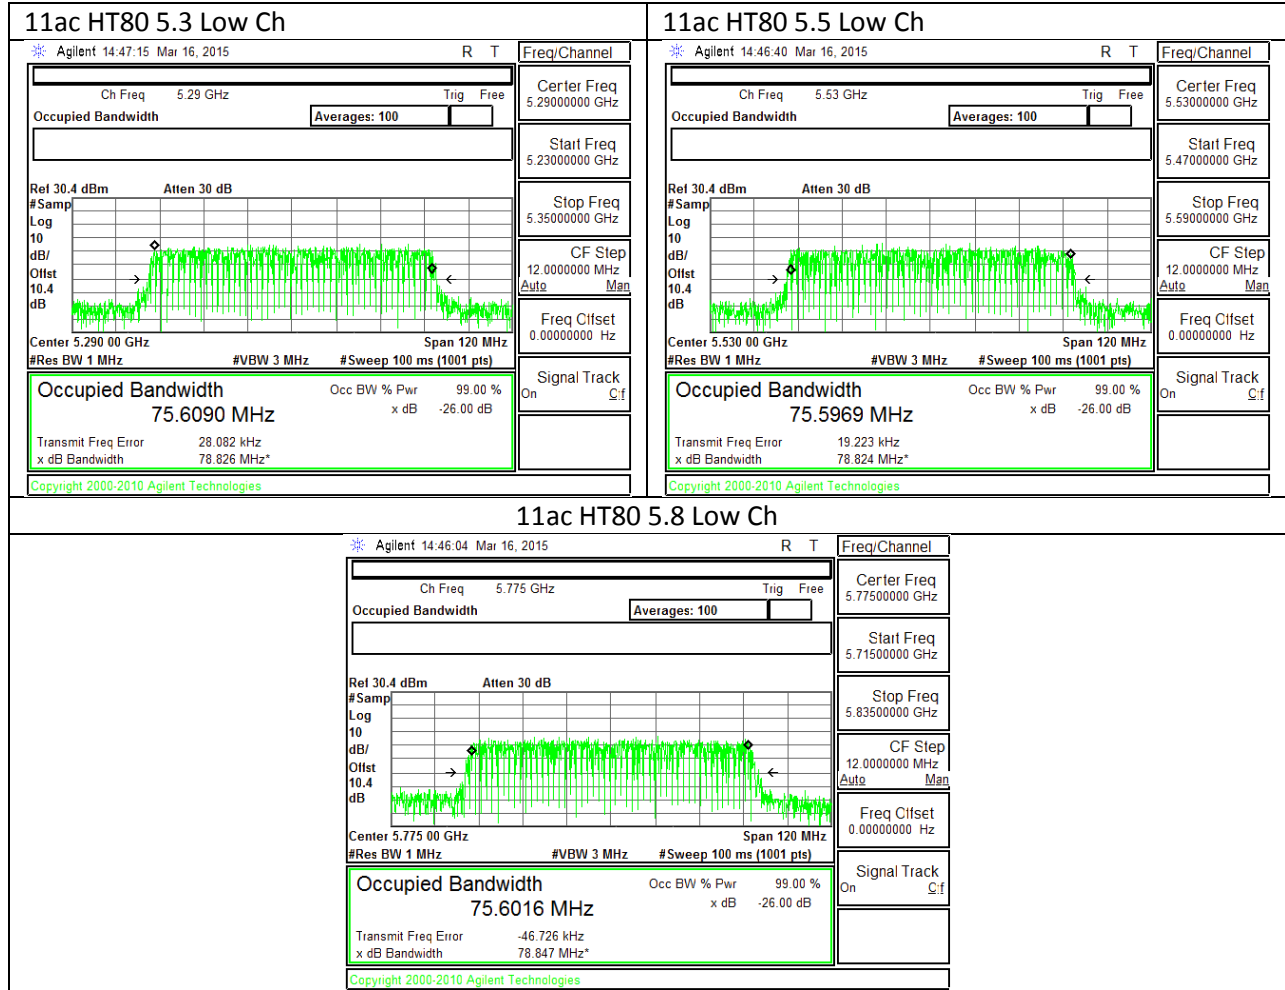 11ac HT80 5.3 Low Ch
Agilent 14:47:15 Mar 16, 2015 R T
Freq/Channel
Ch Freq 5.29 GHz Trig Free
Occupied Bandwidth Averages: 100
Center Freq
5.29000000 GHz
Start Freq
5.23000000 GHz
Stop Freq
5.35000000 GHz
CF Step
12.0000000 MHz
Auto Man
Freq Offset
0.00000000 Hz
Signal Track
On Off
Ref 30.4 dBm Atten 30 dB
#Samp
Log
10
dB/
Offst
10.4
dB
Center 5.290 00 GHz Span 120 MHz
#Res BW 1 MHz #VBW 3 MHz #Sweep 100 ms (1001 pts)
Occupied Bandwidth Occ BW % Pwr 99.00 %
75.6090 MHz x dB -26.00 dB
Transmit Freq Error 28.082 kHz
x dB Bandwidth 78.826 MHz*
Copyright 2000-2010 Agilent Technologies
11ac HT80 5.5 Low Ch
Agilent 14:46:40 Mar 16, 2015 R T
Freq/Channel
Ch Freq 5.53 GHz Trig Free
Occupied Bandwidth Averages: 100
Center Freq
5.53000000 GHz
Start Freq
5.47000000 GHz
Stop Freq
5.59000000 GHz
CF Step
12.0000000 MHz
Auto Man
Freq Offset
0.00000000 Hz
Signal Track
On Off
Ref 30.4 dBm Atten 30 dB
#Samp
Log
10
dB/
Offst
10.4
dB
Center 5.530 00 GHz Span 120 MHz
#Res BW 1 MHz #VBW 3 MHz #Sweep 100 ms (1001 pts)
Occupied Bandwidth Occ BW % Pwr 99.00 %
75.5969 MHz x dB -26.00 dB
Transmit Freq Error 19.223 kHz
x dB Bandwidth 78.824 MHz*
Copyright 2000-2010 Agilent Technologies
11ac HT80 5.8 Low Ch
Agilent 14:46:04 Mar 16, 2015 R T
Freq/Channel
Ch Freq 5.775 GHz Trig Free
Occupied Bandwidth Averages: 100
Center Freq
5.77500000 GHz
Start Freq
5.71500000 GHz
Stop Freq
5.83500000 GHz
CF Step
12.0000000 MHz
Auto Man
Freq Offset
0.00000000 Hz
Signal Track
On Off
Ref 30.4 dBm Atten 30 dB
#Samp
Log
10
dB/
Offst
10.4
dB
Center 5.775 00 GHz Span 120 MHz
#Res BW 1 MHz #VBW 3 MHz #Sweep 100 ms (1001 pts)
Occupied Bandwidth Occ BW % Pwr 99.00 %
75.6016 MHz x dB -26.00 dB
Transmit Freq Error -46.726 kHz
x dB Bandwidth 78.847 MHz*
Copyright 2000-2010 Agilent Technologies